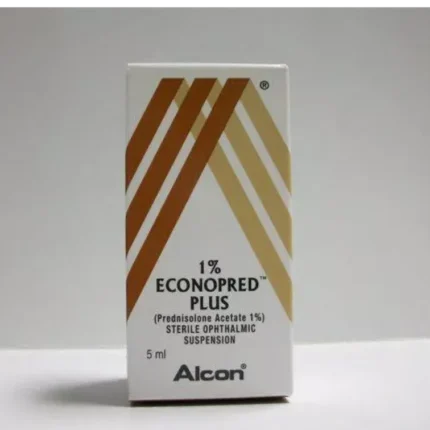 ®
1%
ECONOPRED™
PLUS
(Prednisolone Acetate 1%)
STERILE OPHTHALMIC
SUSPENSION
5 ml
Alcon®